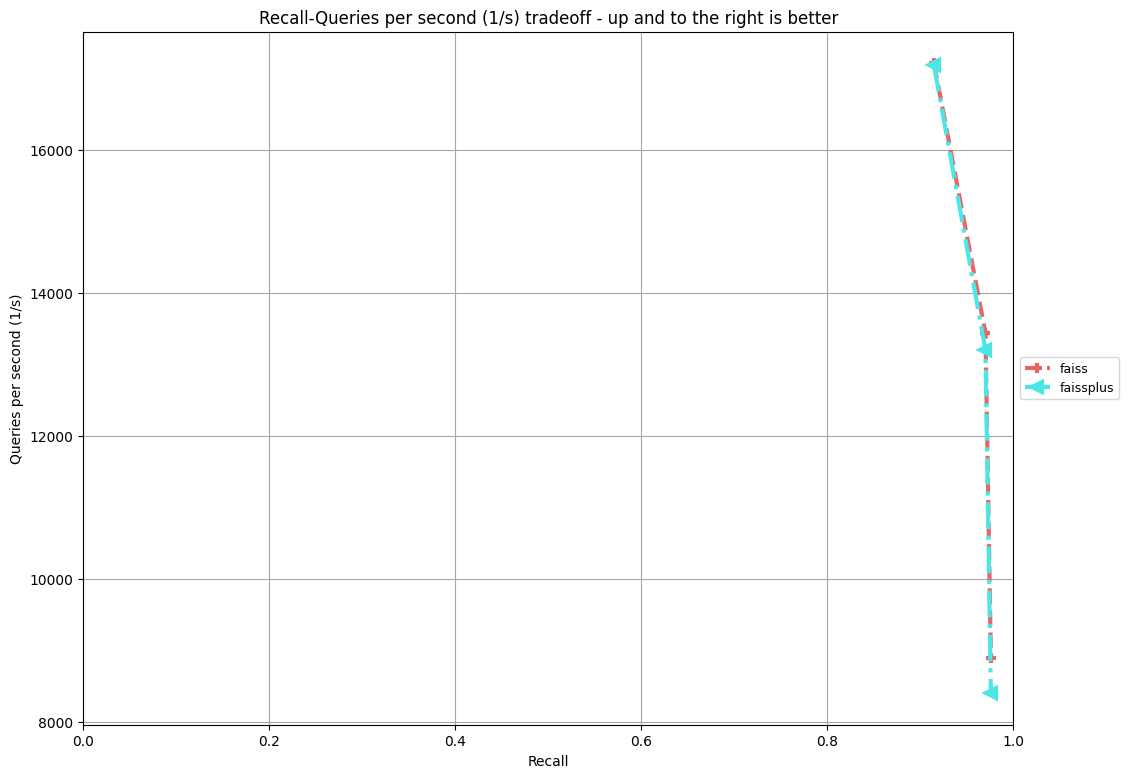 Recall-Queries per second (1/s) tradeoff - up and to the right is better
Queries per second (1/s)
16000
14000
12000
10000
8000
0.0
0.2
0.4
0.6
0.8
1.0
Recall
faiss
faissplus